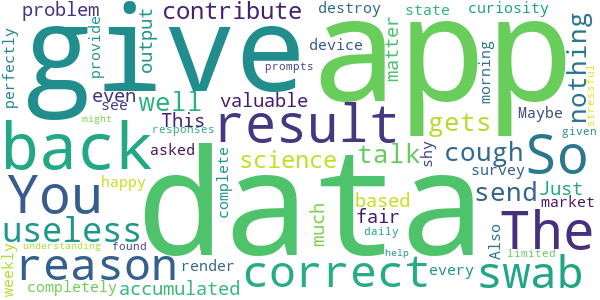 problem
contribute
destroy
state
curiosity
perfectly
provide
output
give
device
app
matter
morning
nothing
prompts
even
see
well
valuable
This
might
responses
asked
back
result
gets
shy
Maybe
stressful
given
You
science
talk
cough
So
complete
survey
happy
data
based
send
Just
useless
much
fair
market
The
weekly
understanding
found
reason
render
daily
help
correct
every
Also
limited
swab
completely
accumulated